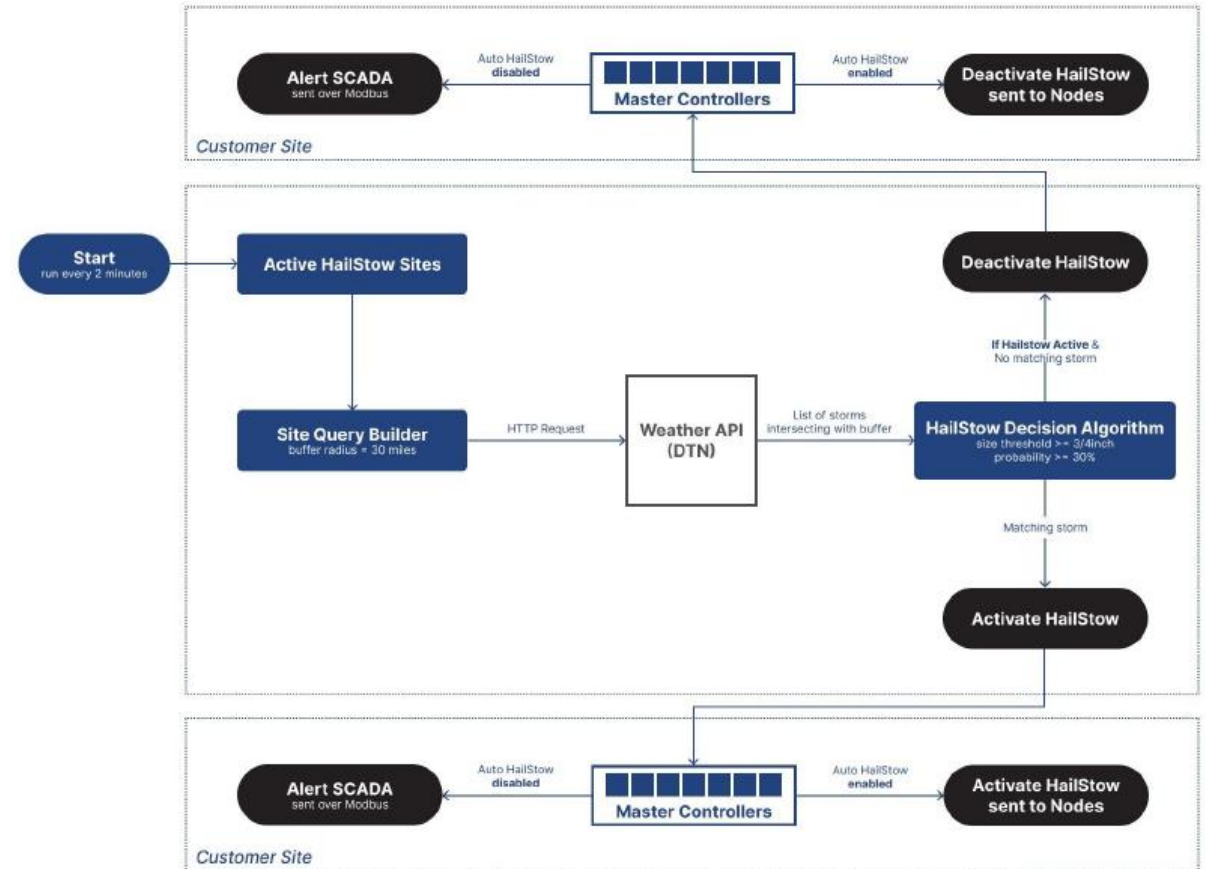 Alert SCADA
sent over Modbus
Auto HailStow
disabled
Master Controllers
Auto HailStow
enabled
Deactivate HailStow
sent to Nodes
Customer Site
Start
run every 2 minutes
Active HailStow Sites
Deactivate HailStow
If Hailstow Active &
No matching storm
Site Query Builder
buffer radius = 30 miles
HTTP Request
Weather API
(DTN)
List of storms
intersecting with buffer
HailStow Decision Algorithm
size threshold >= 3/4inch
probability >= 30%
Matching storm
Activate HailStow
Alert SCADA
sent over Modbus
Auto HailStow
disabled
Master Controllers
Auto HailStow
enabled
Activate HailStow
sent to Nodes
Customer Site